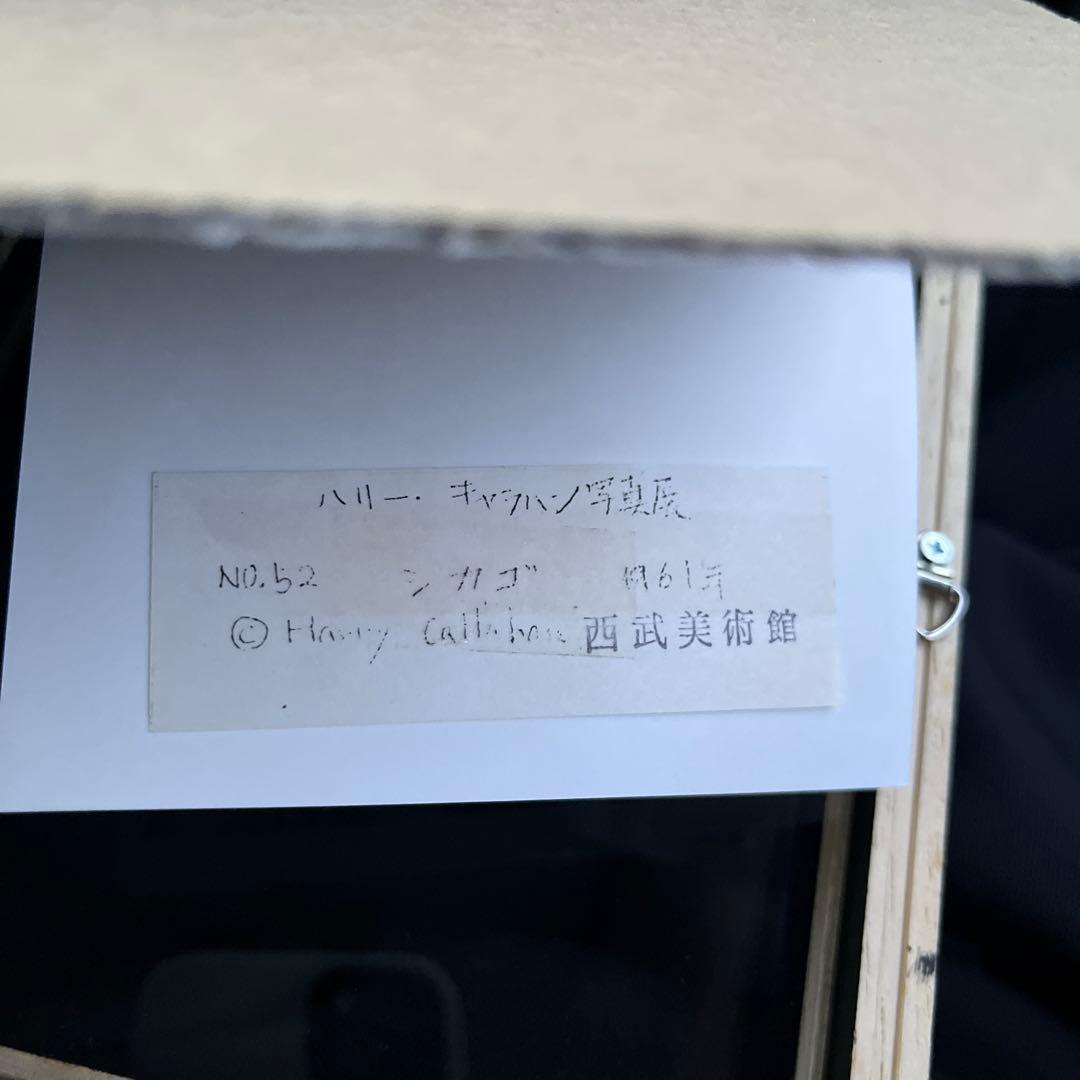 ハリー・キャラハン写真展
NO.52 シカゴ 1961年
© Harry Callahan 西武美術館